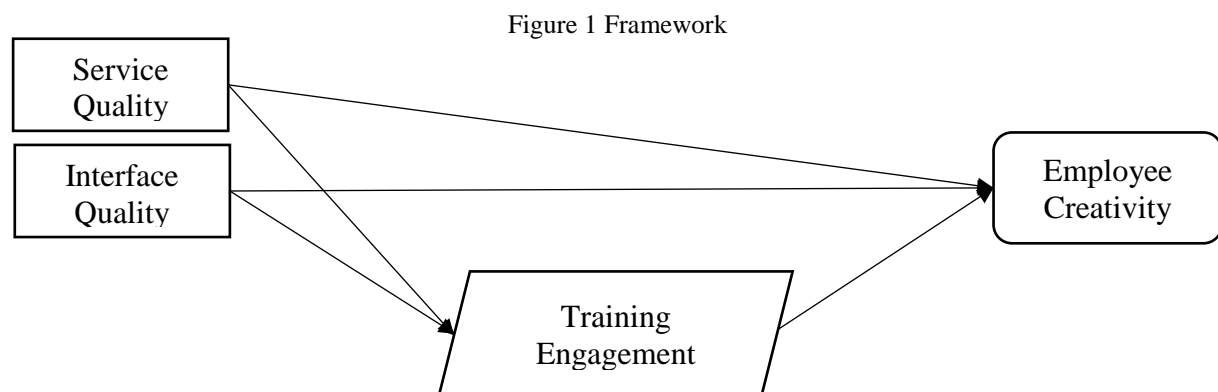 Figure 1 Framework
Service
Quality
Interface
Quality
Employee
Creativity
Training
Engagement